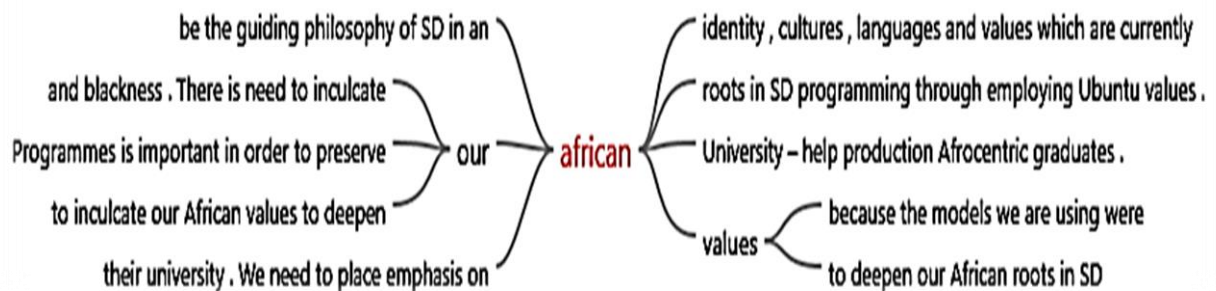 be the guiding philosophy of SD in an
and blackness . There is need to inculcate
Programmes is important in order to preserve
to inculcate our African values to deepen
our
their university . We need to place emphasis on
african
identity , cultures , languages and values which are currently
roots in SD programming through employing Ubuntu values .
University – help production Afrocentric graduates .
values
because the models we are using were
to deepen our African roots in SD